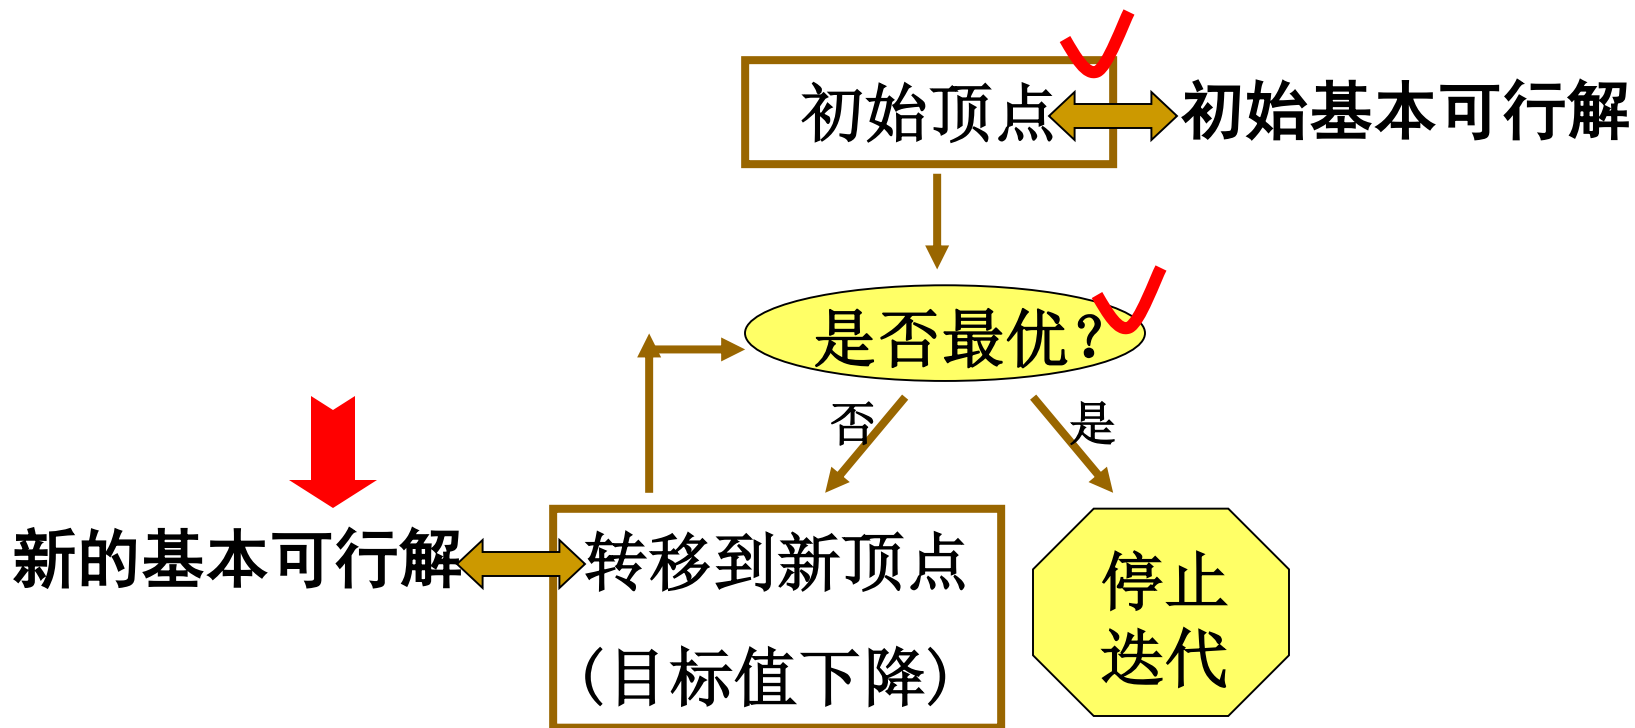 初始顶点
初始基本可行解
是否最优?
否
是
新的基本可行解
转移到新顶点
(目标值下降)
停止
迭代